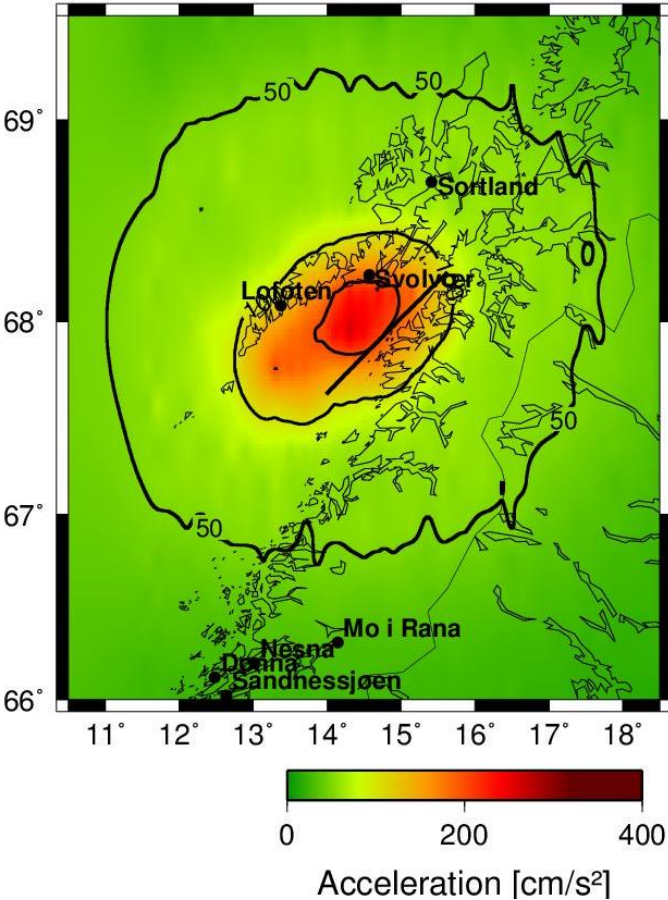 50
50
69°
Sortland
Svolvær
Lofoten
68°
50
67°
50
Mo i Rana
Nesna
Dønna
Sandnessjøen
66°
11° 12° 13° 14° 15° 16° 17° 18°
0 200 400
Acceleration [cm/s²]